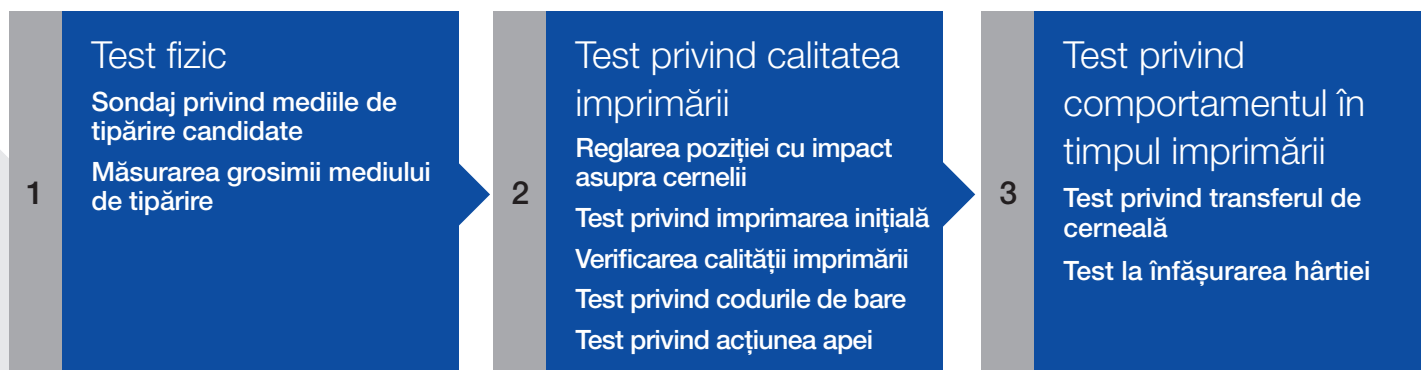 1
Test fizic
Sondaj privind mediile de
tipărire candidate
Măsurarea grosimii mediului
de tipărire
2
Test privind calitatea
imprimării
Reglarea poziției cu impact
asupra cernelii
Test privind imprimarea inițială
Verificarea calității imprimării
Test privind codurile de bare
Test privind acțiunea apei
3
Test privind
comportamentul în
timpul imprimării
Test privind transferul de
cerneală
Test la înfășurarea hârtiei